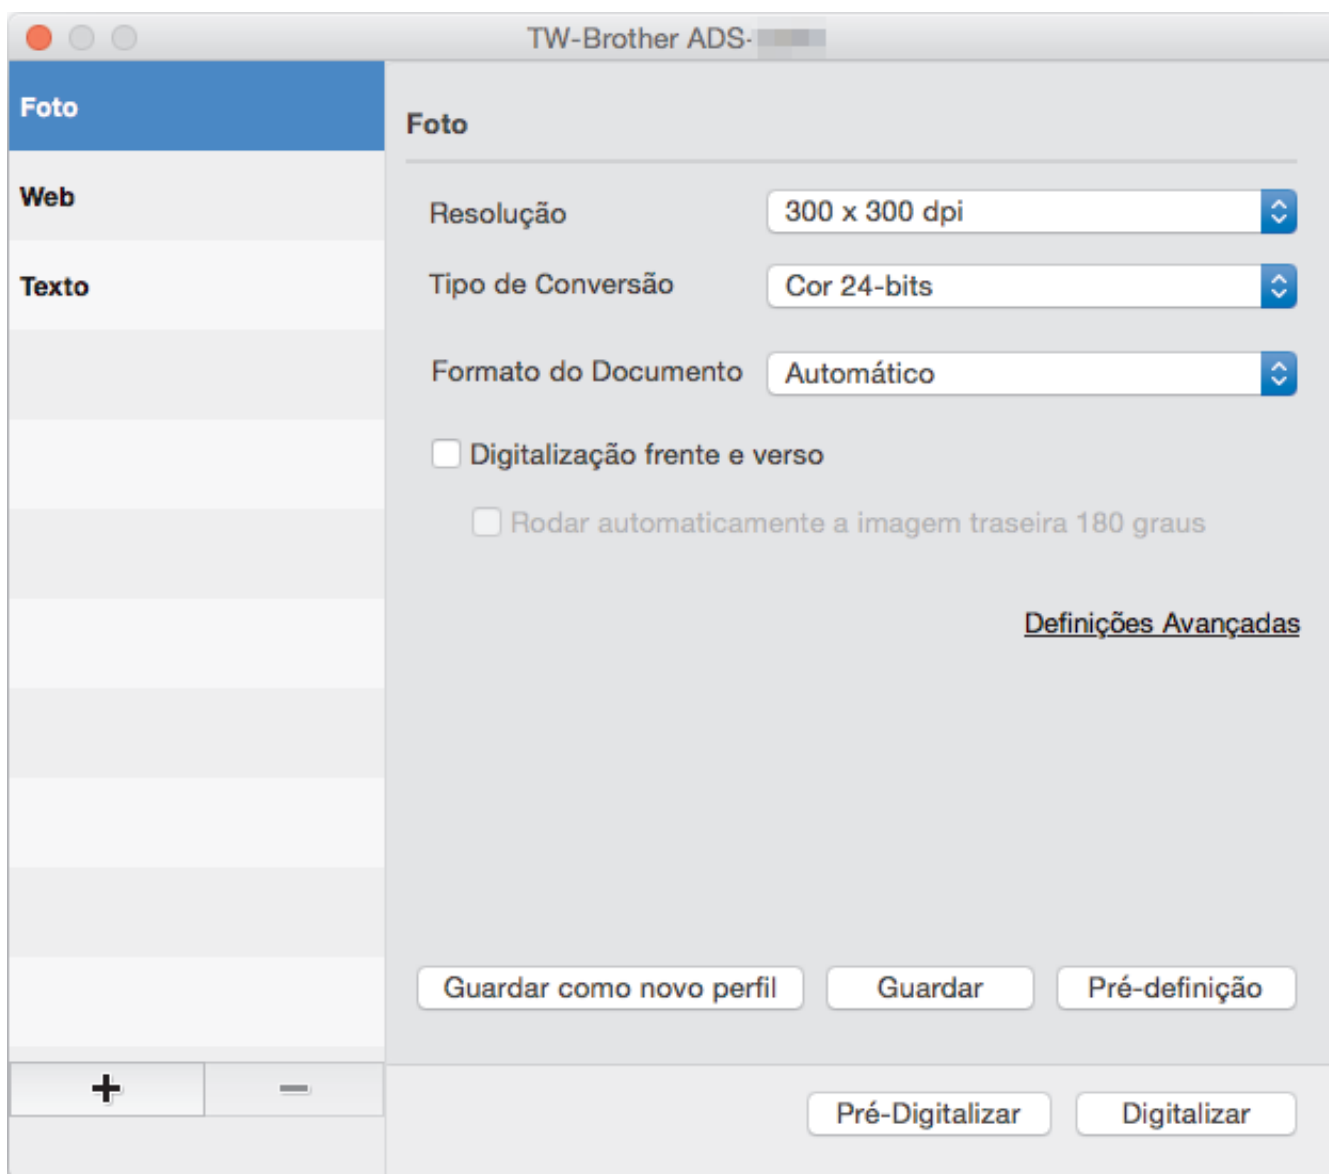 TW-Brother ADS-
Foto
Web
Texto
Foto
Resolução 300 x 300 dpi
Tipo de Conversão Cor 24-bits
Formato do Documento Automático
Digitalização frente e verso
Rodar automaticamente a imagem traseira 180 graus
Definições Avançadas
Guardar como novo perfil Guardar Pré-definição
Pré-Digitalizar Digitalizar